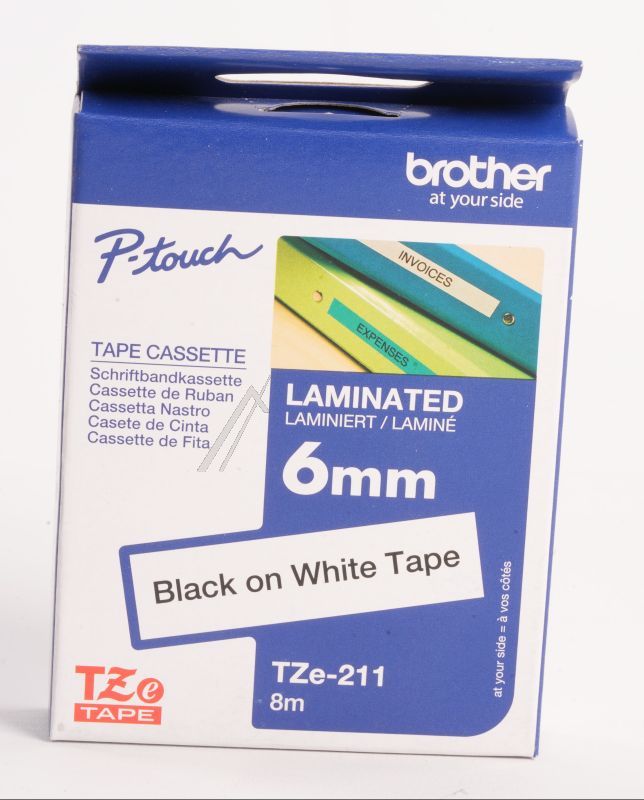 brother
at your side
P-touch
INVOICES
EXPENSES
TAPE CASSETTE
Schriftbandkassette
Cassette de Ruban
Cassetta Nastro
Casete de Cinta
Cassette de Fita
LAMINATED
LAMINIERT / LAMINÉ
6mm
Black on White Tape
TZe-211
8m
at your side = à vos côtés
TZe
TAPE